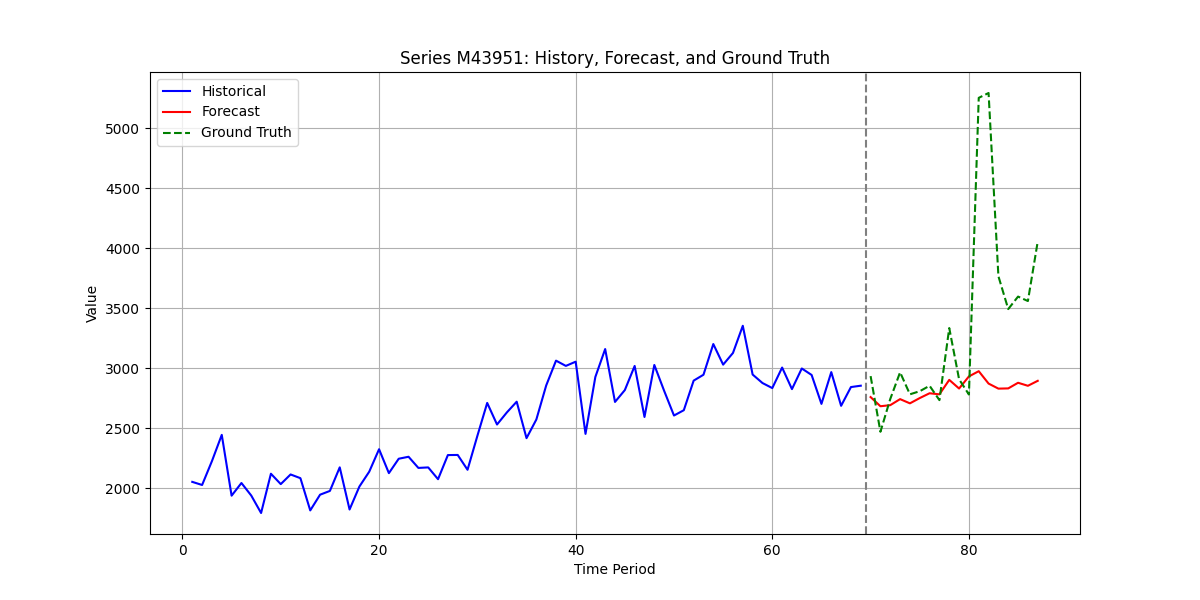 Series M43951: History, Forecast, and Ground Truth
Historical
Forecast
Ground Truth
Value
5000
4500
4000
3500
3000
2500
2000
0
20
40
60
80
Time Period